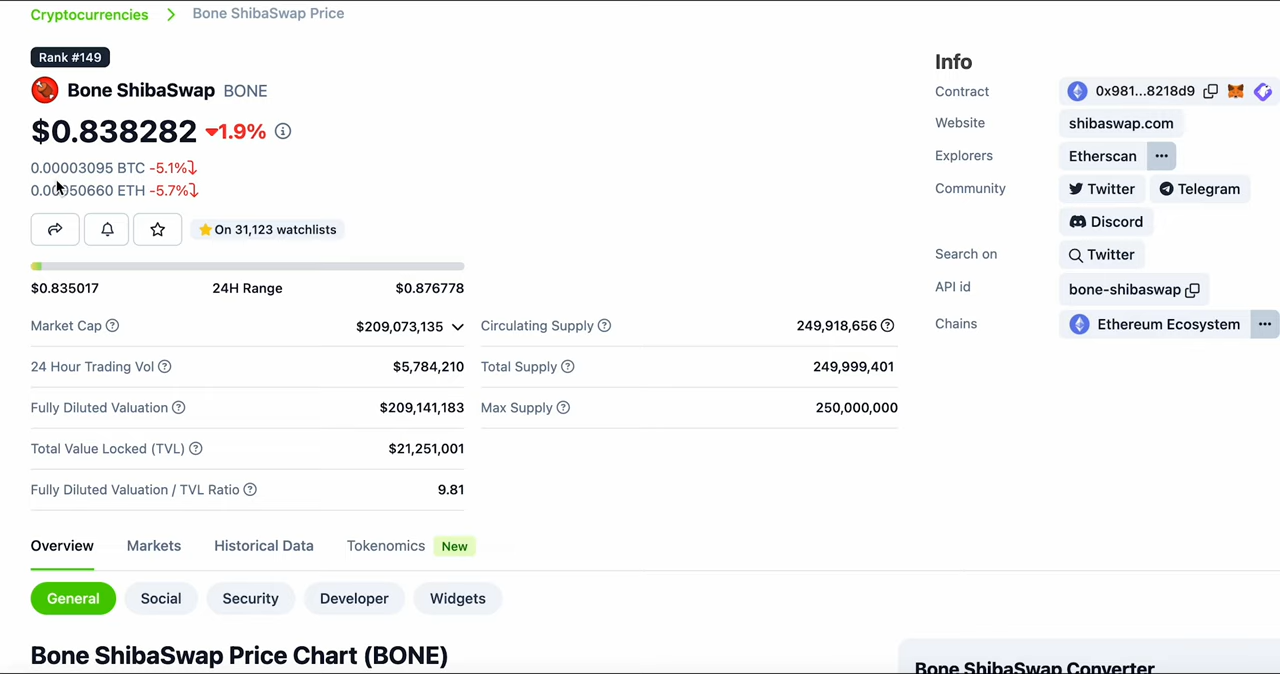 Cryptocurrencies > Bone ShibaSwap Price
Rank #149
Bone ShibaSwap BONE
$0.838282 1.9%
0.00003095 BTC -5.1%
0.00050660 ETH -5.7%
On 31,123 watchlists
$0.835017 24H Range $0.876778
Market Cap $209,073,135
24 Hour Trading Vol $5,784,210
Fully Diluted Valuation $209,141,183
Total Value Locked (TVL) $21,251,001
Fully Diluted Valuation / TVL Ratio 9.81
Circulating Supply 249,918,656
Total Supply 249,999,401
Max Supply 250,000,000
Info
Contract 0x981...8218d9
Website shibaswap.com
Explorers Etherscan
Community Twitter Telegram
Discord
Search on Twitter
API id bone-shibaswap
Chains Ethereum Ecosystem
Overview Markets Historical Data Tokenomics New
General Social Security Developer Widgets
Bone ShibaSwap Price Chart (BONE)
Bone ShibaSwap Converter